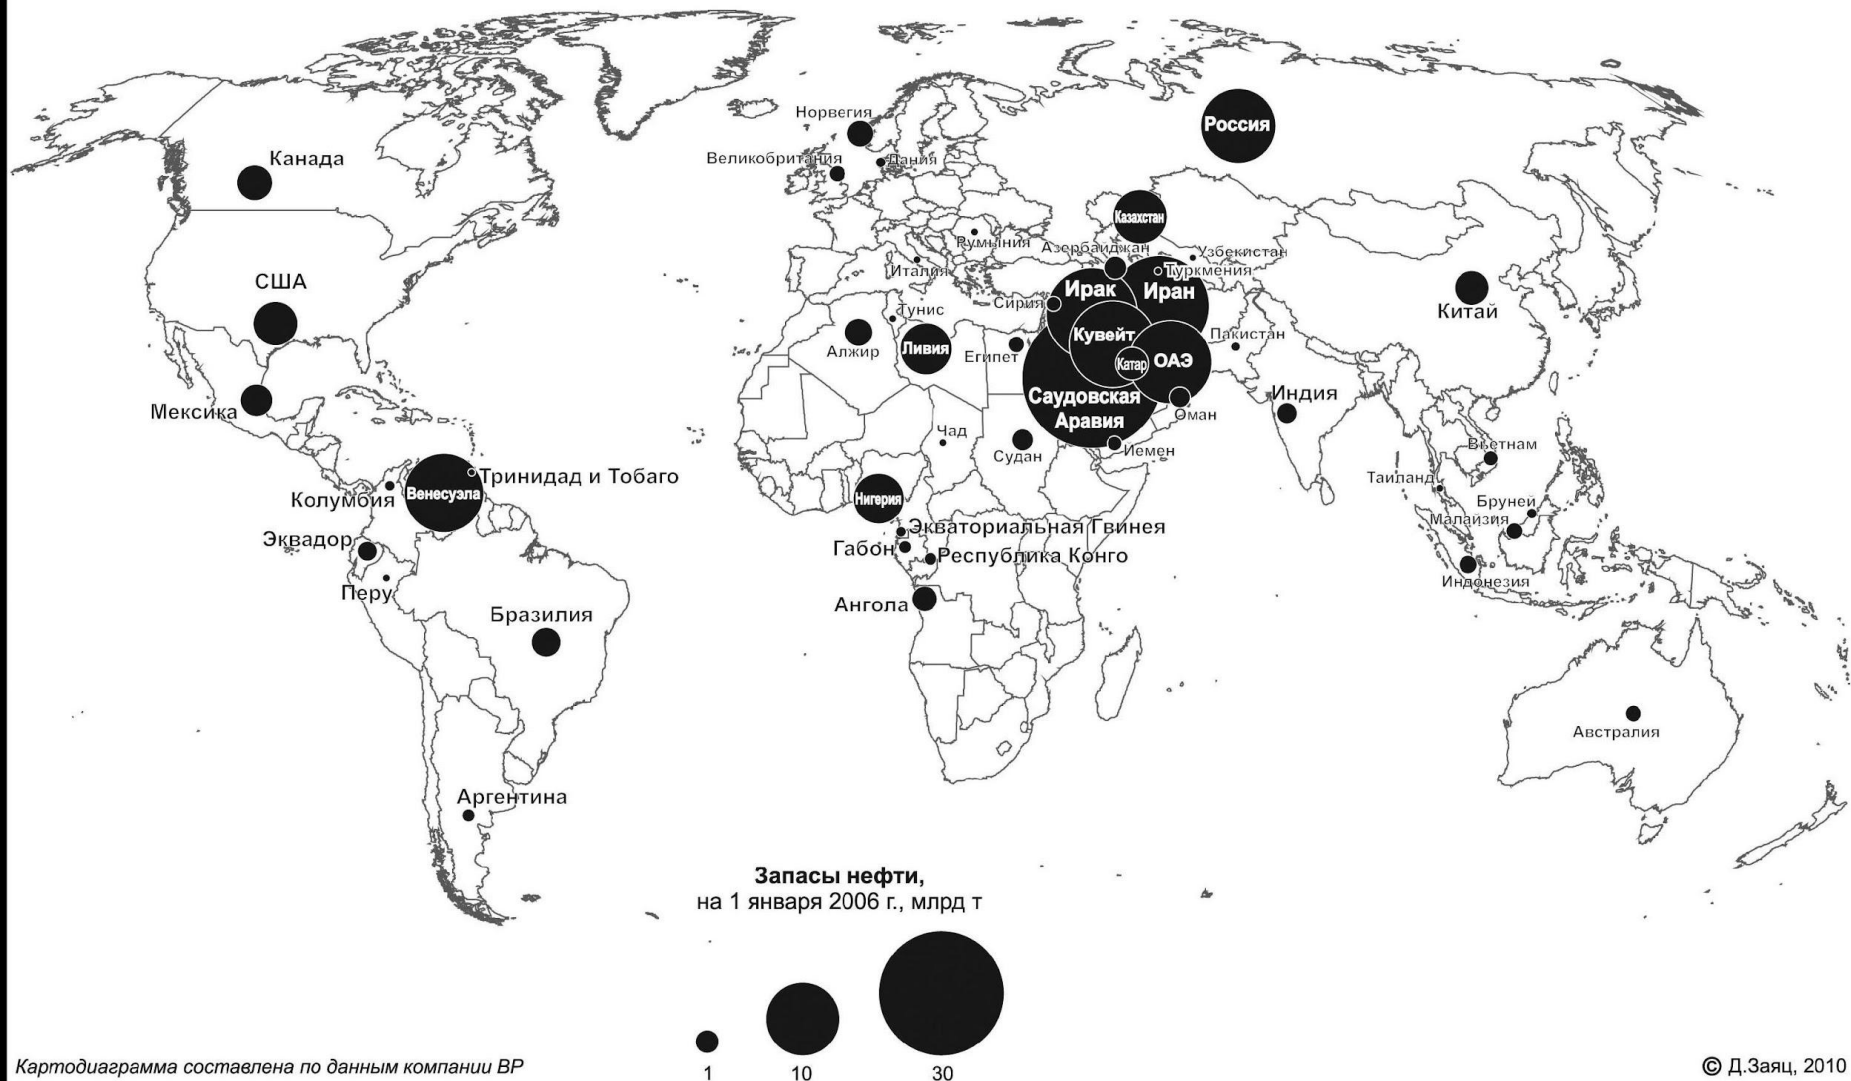 Норвегия
Россия
Канада
Великобритания
Дания
Казахстан
Румыния
Азербайджан
Узбекистан
Италия
Туркмения
США
Ирак
Иран
Сирия
Тунис
Китай
Кувейт
Пакистан
Алжир
Ливия
Египет
Катар
ОАЭ
Мексика
Саудовская
Аравия
Индия
Оман
Чад
Судан
Йемен
Вьетнам
Тринидад и Тобаго
Колумбия
Венесуэла
Таиланд
Нигерия
Бруней
Малайзия
Экваториальная Гвинея
Эквадор
Габон
Республика Конго
Индонезия
Перу
Ангола
Бразилия
Австралия
Аргентина
Запасы нефти,
на 1 января 2006 г., млрд т
1
10
30
Картодиаграмма составлена по данным компании BP
© Д.Заяц, 2010